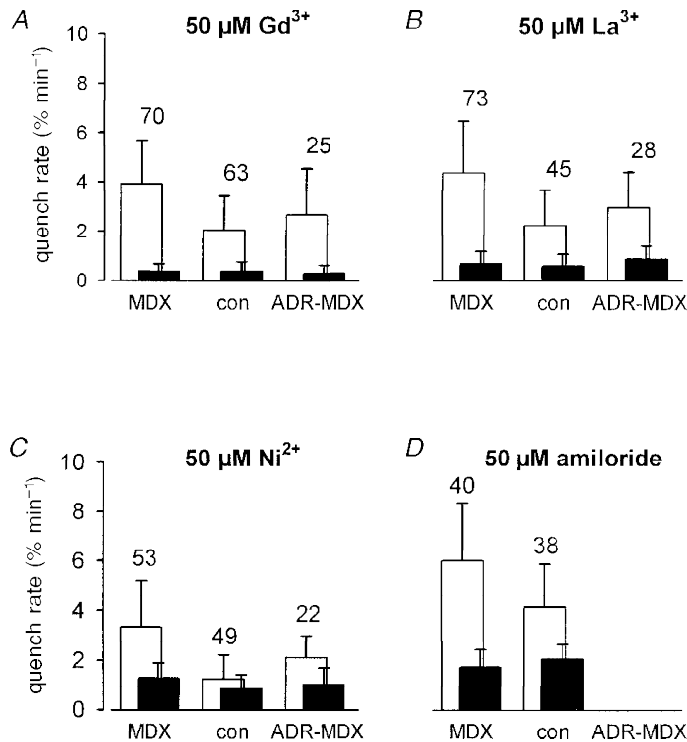 A
50 µM Gd³⁺
quench rate (% min⁻¹)
10
8
6
4
2
0
70
63
25
MDX con ADR-MDX
B
50 µM La³⁺
73
45
28
MDX con ADR-MDX
C
50 µM Ni²⁺
quench rate (% min⁻¹)
10
8
6
4
2
0
53
49
22
MDX con ADR-MDX
D
50 µM amiloride
40
38
MDX con ADR-MDX